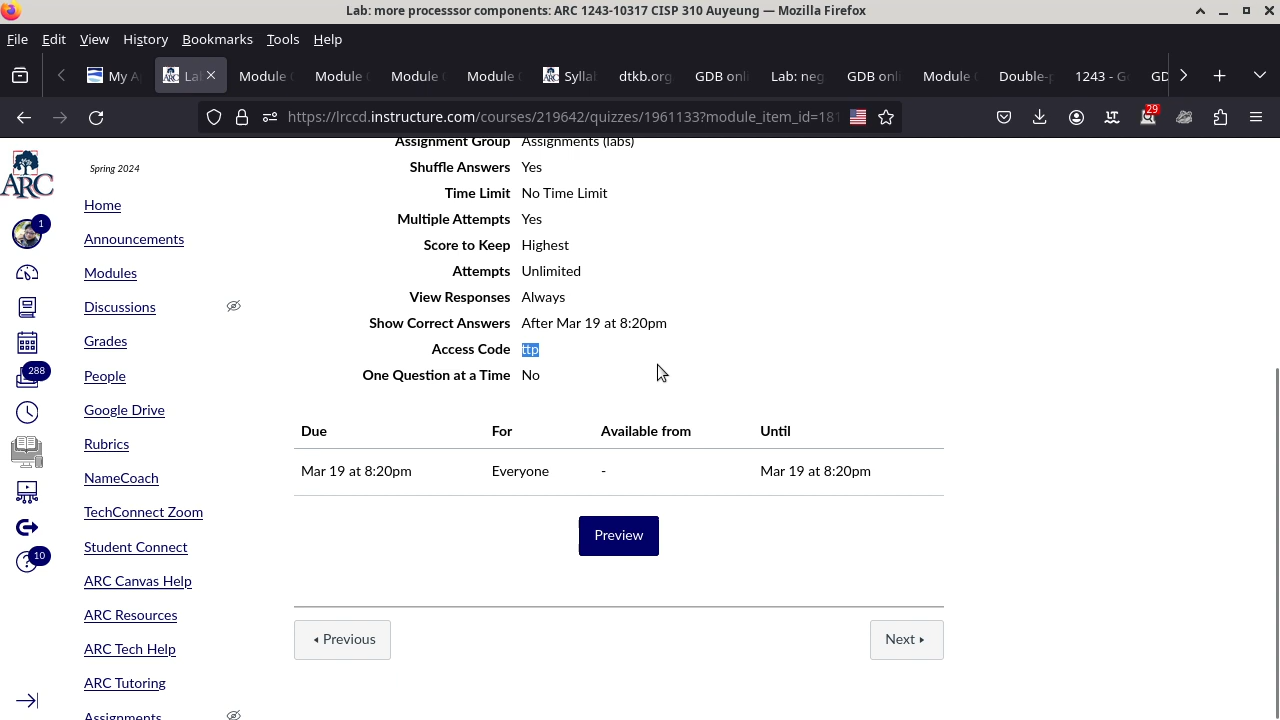 Lab: more processsor components: ARC 1243-10317 CISP 310 Auyeung — Mozilla Firefox
File Edit View History Bookmarks Tools Help
My A La Module Module Module Module Sylla dtkb.org GDB onl Lab: neg GDB onl Module Double-p 1243 - G GD
https://lrccd.instructure.com/courses/219642/quizzes/1961133?module_item_id=181 29
ARC
Spring 2024
1
288
10
Home
Announcements
Modules
Discussions
Grades
People
Google Drive
Rubrics
NameCoach
TechConnect Zoom
Student Connect
ARC Canvas Help
ARC Resources
ARC Tech Help
ARC Tutoring
Assignments
Assignment Group Assignments (labs)
Shuffle Answers Yes
Time Limit No Time Limit
Multiple Attempts Yes
Score to Keep Highest
Attempts Unlimited
View Responses Always
Show Correct Answers After Mar 19 at 8:20pm
Access Code ttp
One Question at a Time No
Due For Available from Until
Mar 19 at 8:20pm Everyone - Mar 19 at 8:20pm
Preview
Previous Next